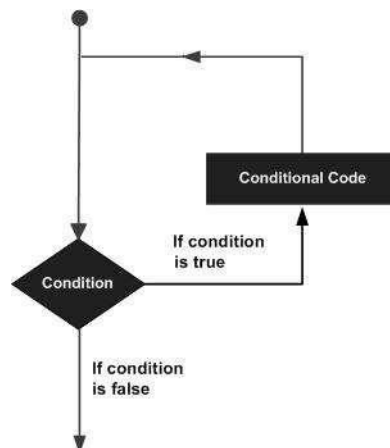 Conditional Code
If condition
is true
Condition
If condition
is false